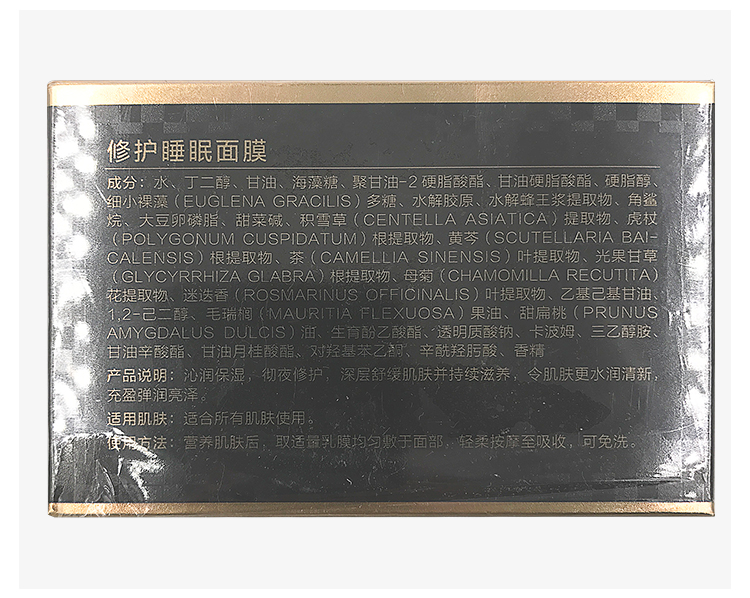 修护睡眠面膜
成分：水、丁二醇、甘油、海藻糖、聚甘油-2 硬脂酸酯、甘油硬脂酸酯、硬脂醇、
细小裸藻（EUGLENA GRACILIS）多糖、水解胶原、水解蜂王浆提取物、角鲨
烷、大豆卵磷脂、甜菜碱、积雪草（CENTELLA ASIATICA）提取物、虎杖
（POLYGONUM CUSPIDATUM）根提取物、黄芩（SCUTELLARIA BAI-
CALENSIS）根提取物、茶（CAMELLIA SINENSIS）叶提取物、光果甘草
（GLYCYRRHIZA GLABRA）根提取物、母菊（CHAMOMILLA RECUTITA）
花提取物、迷迭香（ROSMARINUS OFFICINALIS）叶提取物、乙基己基甘油、
1,2-己二醇、毛瑞榈（MAURITIA FLEXUOSA）果油、甜扁桃（PRUNUS
AMYGDALUS DULCIS）油、生育酚乙酸酯、透明质酸钠、卡波姆、三乙醇胺、
甘油辛酸酯、甘油月桂酸酯、对羟基苯乙酮、辛酰羟肟酸、香精
产品说明：沁润保湿，彻夜修护，深层舒缓肌肤并持续滋养，令肌肤更水润清新，
充盈弹润亮泽。
适用肌肤：适合所有肌肤使用。
使用方法：营养肌肤后，取适量乳膜均匀敷于面部，轻柔按摩至吸收，可免洗。